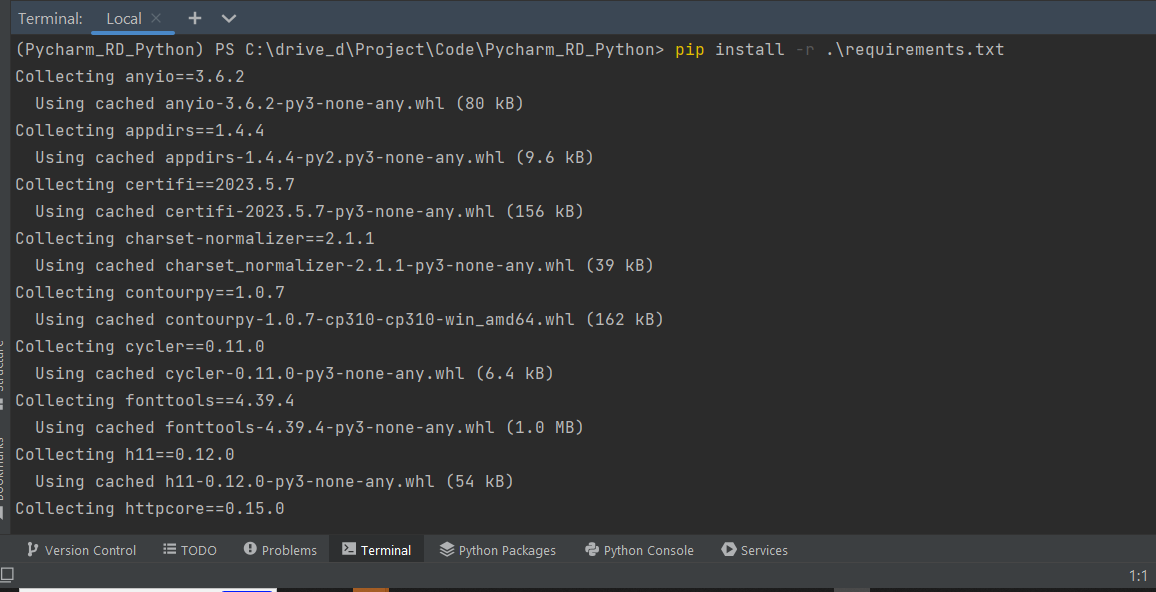 Terminal: Local
(Pycharm_RD_Python) PS C:\drive_d\Project\Code\Pycharm_RD_Python> pip install -r .\requirements.txt
Collecting anyio==3.6.2
  Using cached anyio-3.6.2-py3-none-any.whl (80 kB)
Collecting appdirs==1.4.4
  Using cached appdirs-1.4.4-py2.py3-none-any.whl (9.6 kB)
Collecting certifi==2023.5.7
  Using cached certifi-2023.5.7-py3-none-any.whl (156 kB)
Collecting charset-normalizer==2.1.1
  Using cached charset_normalizer-2.1.1-py3-none-any.whl (39 kB)
Collecting contourpy==1.0.7
  Using cached contourpy-1.0.7-cp310-cp310-win_amd64.whl (162 kB)
Collecting cycler==0.11.0
  Using cached cycler-0.11.0-py3-none-any.whl (6.4 kB)
Collecting fonttools==4.39.4
  Using cached fonttools-4.39.4-py3-none-any.whl (1.0 MB)
Collecting h11==0.12.0
  Using cached h11-0.12.0-py3-none-any.whl (54 kB)
Collecting httpcore==0.15.0
Version Control TODO Problems Terminal Python Packages Python Console Services
1:1